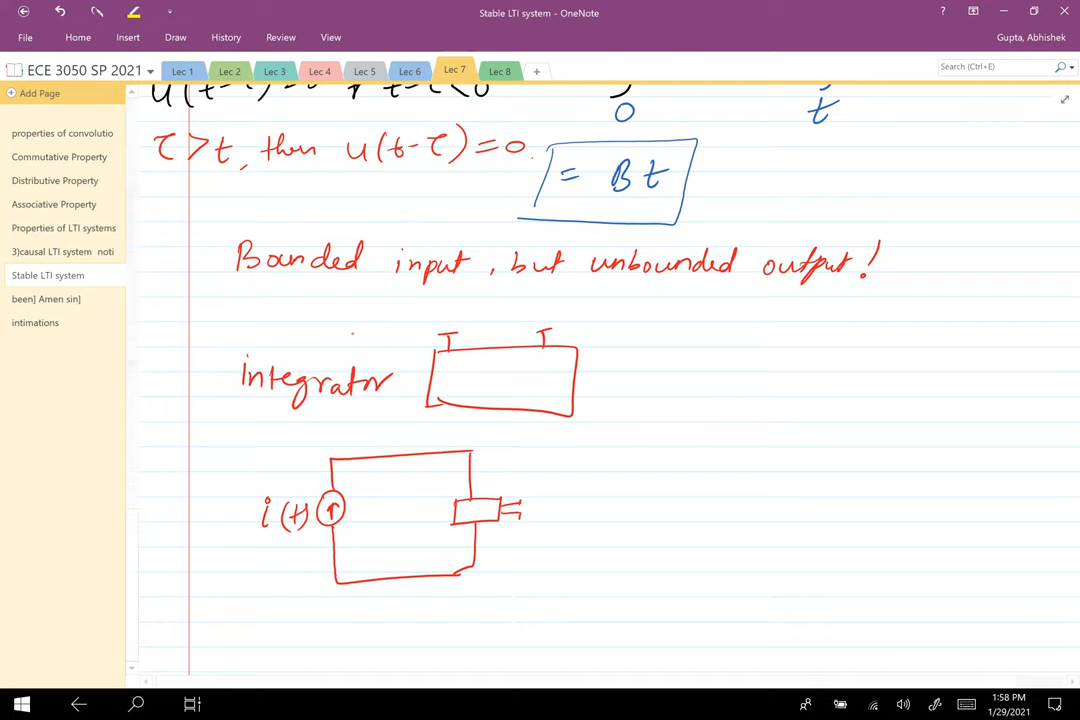 Stable LTI system - OneNote
Gupta, Abhishek
File Home Insert Draw History Review View
ECE 3050 SP 2021
Lec 1 Lec 2 Lec 3 Lec 4 Lec 5 Lec 6 Lec 7 Lec 8
Search (Ctrl+E)
Add Page
properties of convolutio
Commutative Property
Distributive Property
Associative Property
Properties of LTI systems
3)causal LTI system noti
Stable LTI system
been] Amen sin]
intimations
0 t
τ > t, then u(t-τ) = 0.
= Bt
Bounded input, but unbounded output!
integrator
i(t)
1:58 PM
1/29/2021